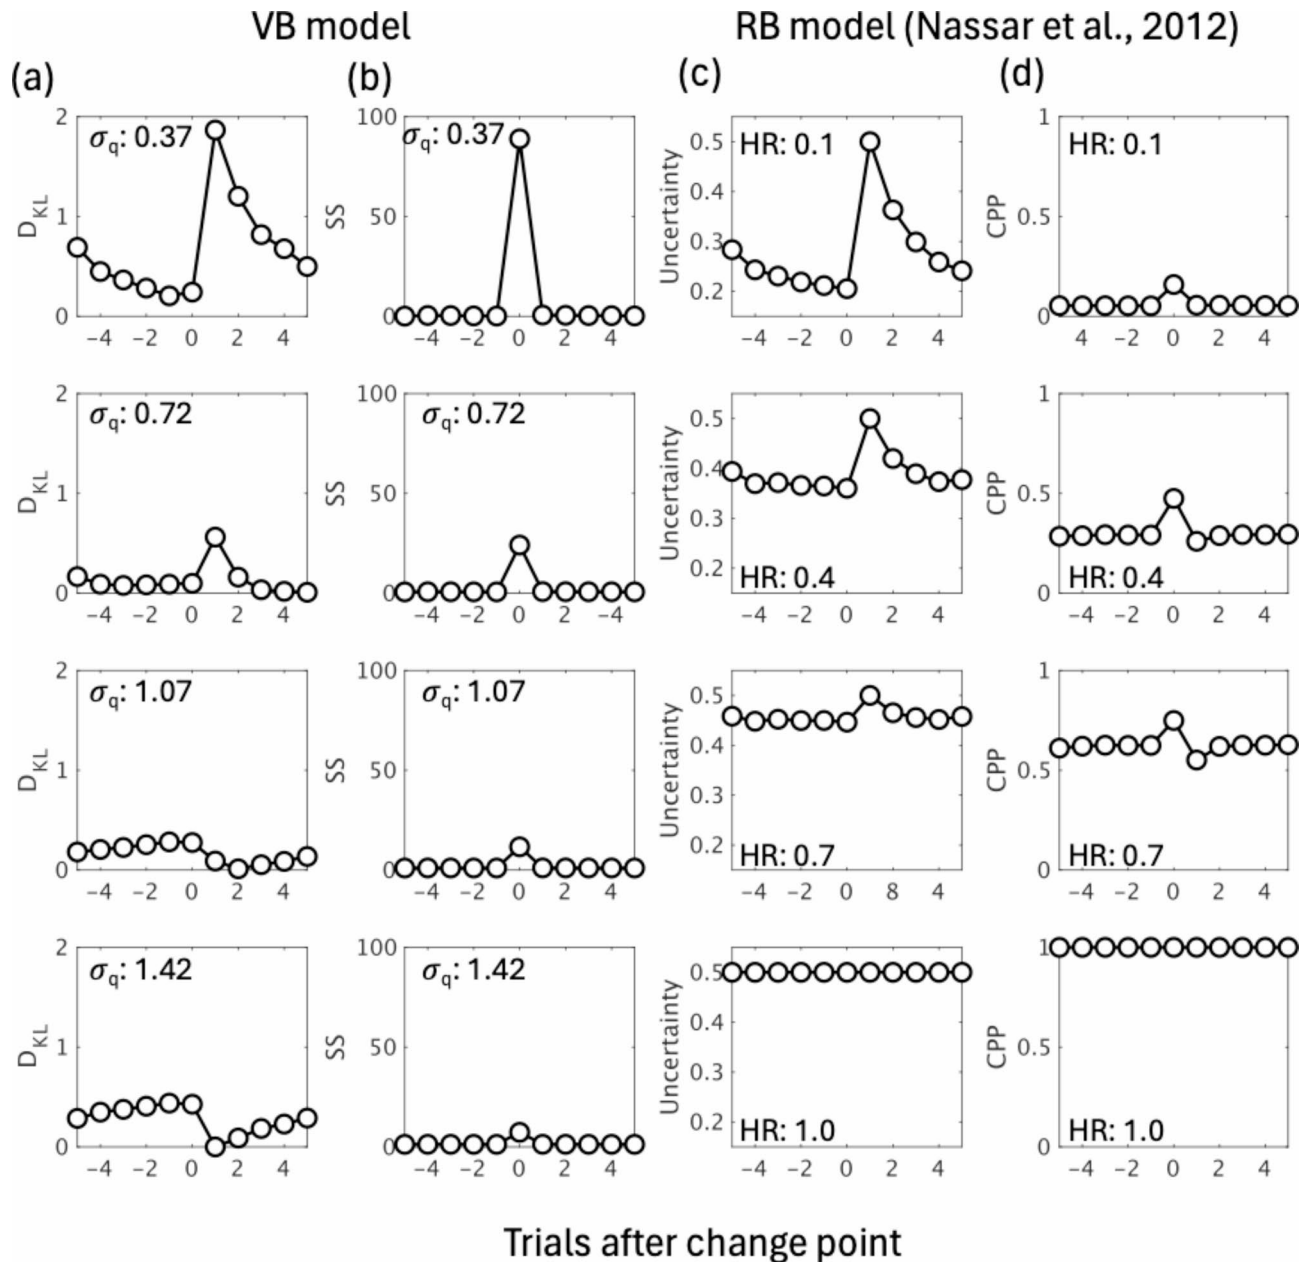 VB model
RB model (Nassar et al., 2012)
(a)
(b)
(c)
(d)
2
1
0
D_KL
σ_q: 0.37
−4 −2 0 2 4
100
50
0
SS
σ_q: 0.37
−4 −2 0 2 4
0.5
0.4
0.3
0.2
Uncertainty
HR: 0.1
−4 −2 0 2 4
1
0.5
0
CPP
HR: 0.1
4 −2 0 2 4
2
1
0
D_KL
σ_q: 0.72
−4 −2 0 2 4
100
50
0
SS
σ_q: 0.72
−4 −2 0 2 −4
0.5
0.4
0.3
0.2
Uncertainty
HR: 0.4
−4 −2 0 2 4
1
0.5
0
CPP
HR: 0.4
−4 −2 0 2 4
2
1
0
D_KL
σ_q: 1.07
−4 −2 0 2 4
100
50
0
SS
σ_q: 1.07
−4 −2 0 2 4
0.5
0.4
0.3
0.2
Uncertainty
HR: 0.7
−4 −2 0 8 4
1
0.5
0
CPP
HR: 0.7
−4 −2 0 2 4
2
1
0
D_KL
σ_q: 1.42
−4 −2 0 2 4
100
50
0
SS
σ_q: 1.42
−4 −2 0 2 4
0.5
0.4
0.3
0.2
Uncertainty
HR: 1.0
−4 −2 0 2 4
1
0.5
0
CPP
HR: 1.0
−4 −2 0 2 4
Trials after change point